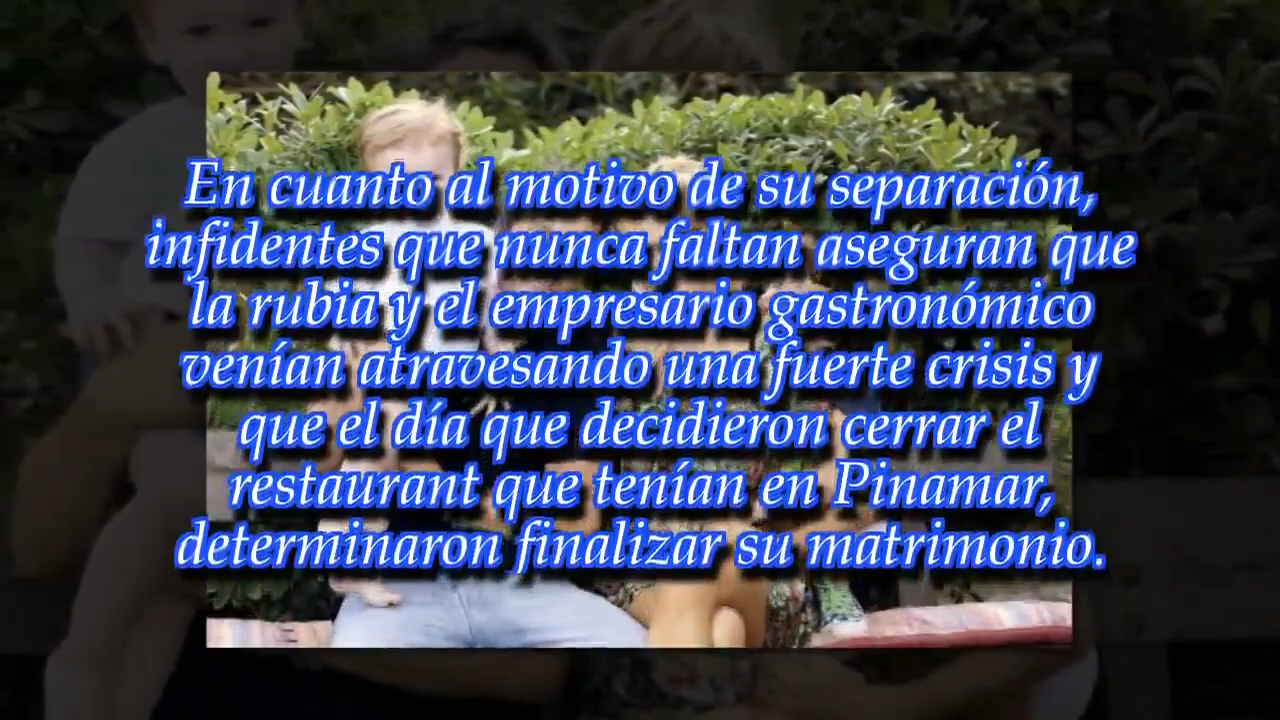 En cuanto al motivo de su separación,
infidentes que nunca faltan aseguran que
la rubia y el empresario gastronómico
venían atravesando una fuerte crisis y
que el día que decidieron cerrar el
restaurant que tenían en Pinamar,
determinaron finalizar su matrimonio.